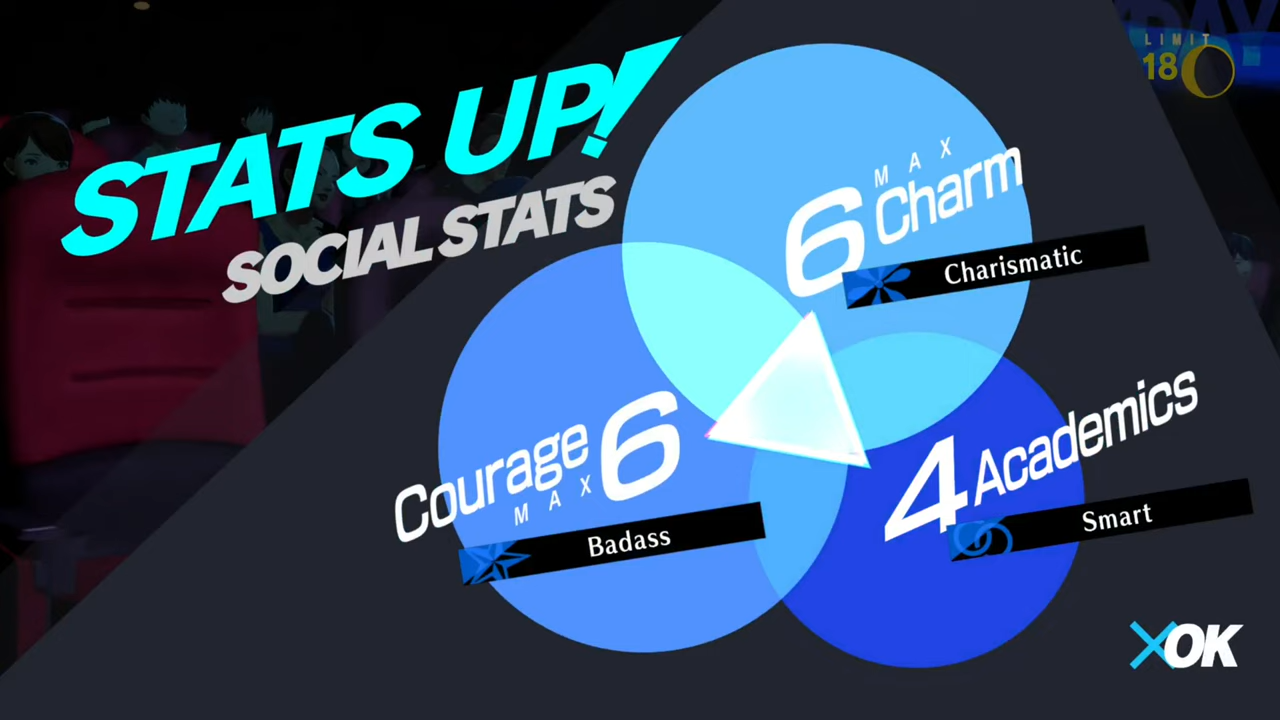 STATS UP!
SOCIAL STATS
LIMIT
18
MAX
6 Charm
Charismatic
Courage 6
MAX
Badass
4 Academics
Smart
OK